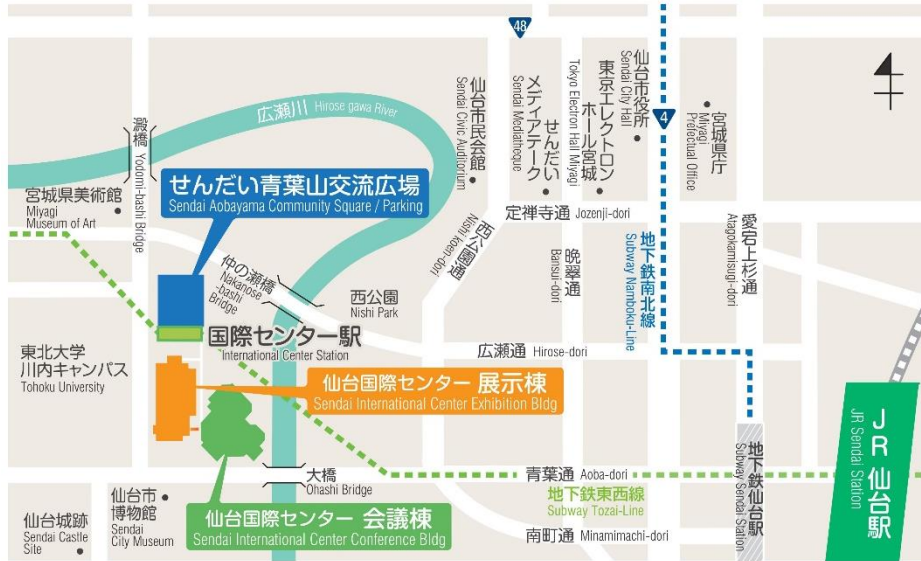 48
広瀬川 Hirose gawa River
澱橋
Yodomi-bashi Bridge
仙台市民会館
Sendai Civic Auditorium
せんだい
メディアテーク
Sendai Mediatheque
東京エレクトロン
ホール宮城
Tokyo Electron Hall Miyagi
仙台市役所
Sendai City Hall
4
宮城県庁
Miyagi
Prefectual Office
宮城県美術館
Miyagi
Museum of Art
せんだい青葉山交流広場
Sendai Aobayama Community Square / Parking
定禅寺通 Jozenji-dori
西公園通
Nishi koen-dori
晩翠通
Bansui-dori
地下鉄南北線
Subway Namboku-Line
愛宕上杉通
Atagokamisugi-dori
仲の瀬橋
Nakanose
-bashi
Bridge
西公園
Nishi Park
国際センター駅
International Center Station
広瀬通 Hirose-dori
東北大学
川内キャンパス
Tohoku University
仙台国際センター 展示棟
Sendai International Center Exhibition Bldg
JR 仙台駅
JR Sendai Station
地下鉄仙台駅
Subway Sendai Station
大橋
Ohashi Bridge
青葉通 Aoba-dori
地下鉄東西線
Subway Tozai-Line
仙台城跡
Sendai Castle
Site
仙台市
博物館
Sendai
City Museum
仙台国際センター 会議棟
Sendai International Center Conference Bldg
南町通 Minamimachi-dori